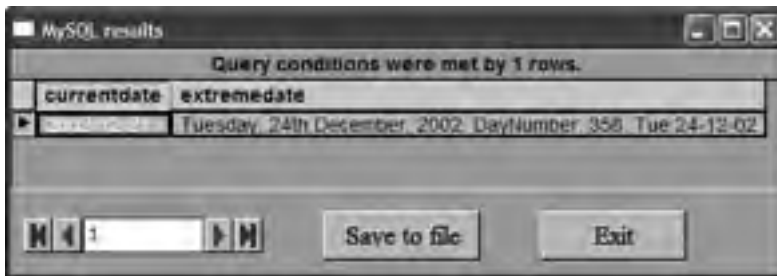 MySQL results
Query conditions were met by 1 rows.
currentdate extremedate
Tuesday, 24th December, 2002, DayNumber, 358, Tue 24-12-02
1
Save to file Exit